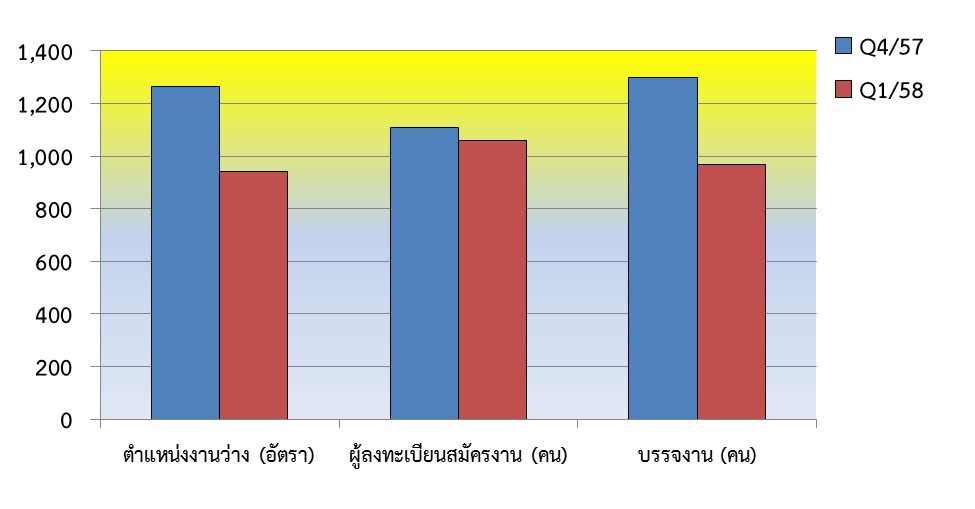 1,400
1,200
1,000
800
600
400
200
0
ตำแหน่งงานว่าง (อัตรา)
ผู้ลงทะเบียนสมัครงาน (คน)
บรรจงาน (คน)
Q4/57
Q1/58